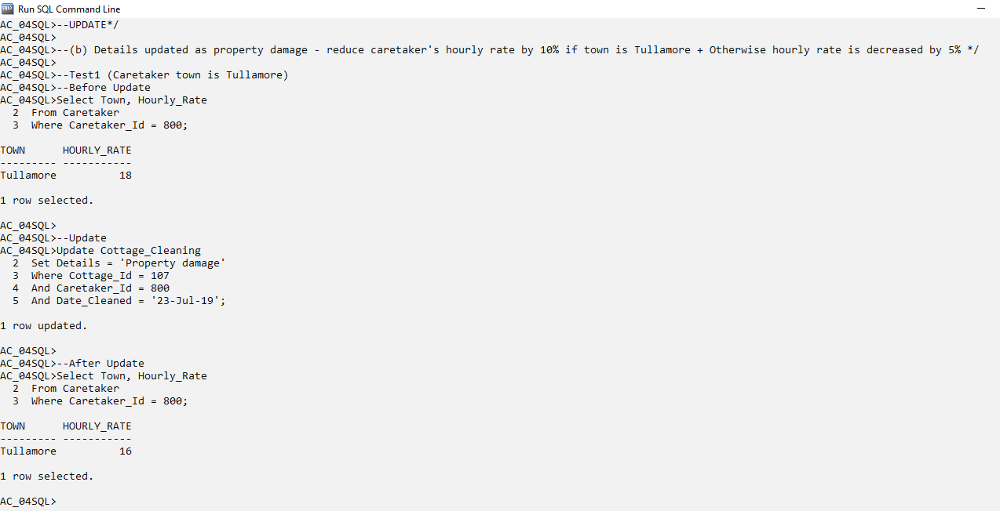 Run SQL Command Line
AC_04SQL>--UPDATE*/
AC_04SQL>
AC_04SQL>--(b) Details updated as property damage - reduce caretaker's hourly rate by 10% if town is Tullamore + Otherwise hourly rate is decreased by 5% */
AC_04SQL>
AC_04SQL>--Test1 (Caretaker town is Tullamore)
AC_04SQL>--Before Update
AC_04SQL>Select Town, Hourly_Rate
  2  From Caretaker
  3  Where Caretaker_Id = 800;

TOWN      HOURLY_RATE
--------- -----------
Tullamore          18

1 row selected.

AC_04SQL>
AC_04SQL>--Update
AC_04SQL>Update Cottage_Cleaning
  2  Set Details = 'Property damage'
  3  Where Cottage_Id = 107
  4  And Caretaker_Id = 800
  5  And Date_Cleaned = '23-Jul-19';

1 row updated.

AC_04SQL>
AC_04SQL>--After Update
AC_04SQL>Select Town, Hourly_Rate
  2  From Caretaker
  3  Where Caretaker_Id = 800;

TOWN      HOURLY_RATE
--------- -----------
Tullamore          16

1 row selected.

AC_04SQL>